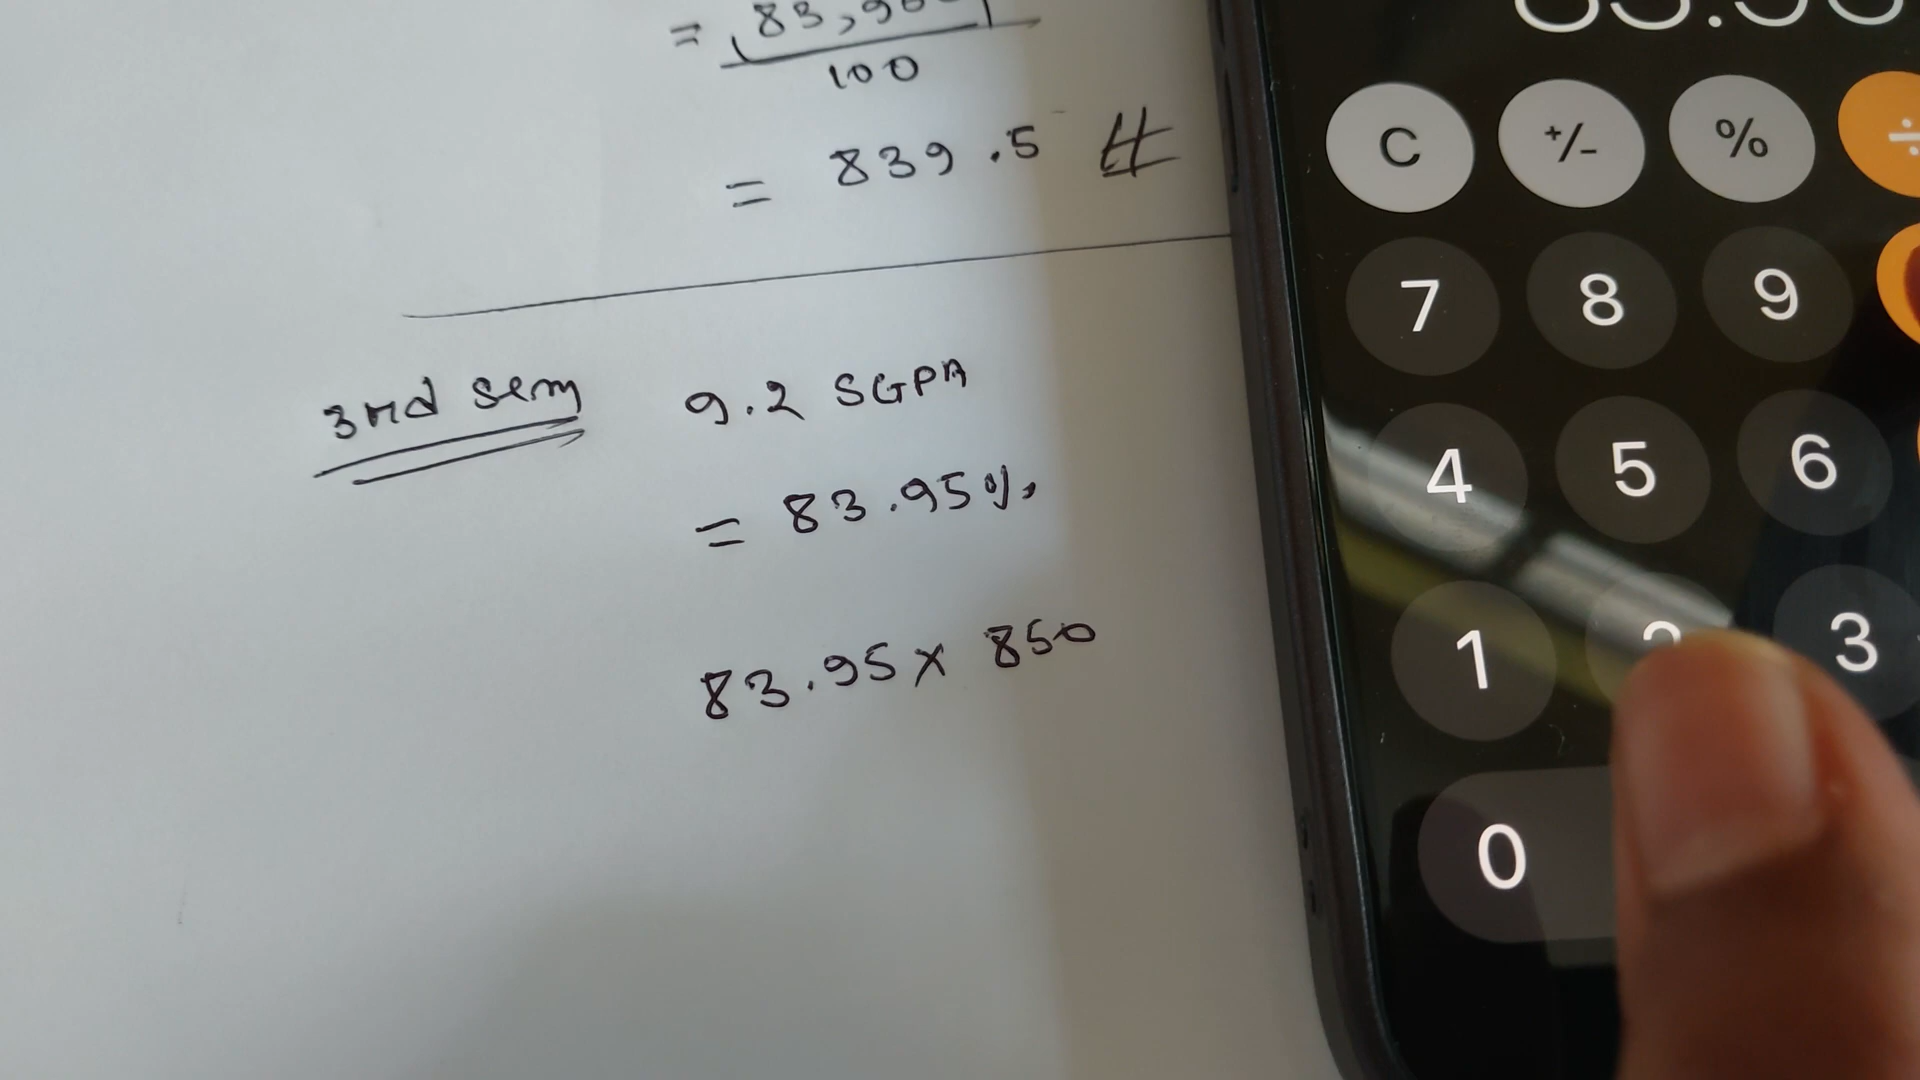 =
100
= 839.5 #
3rd sem 9.2 SGPA
= 83.95%
83.95 x 850
C +/- % ÷
7 8 9
4 5 6
1 2 3
0